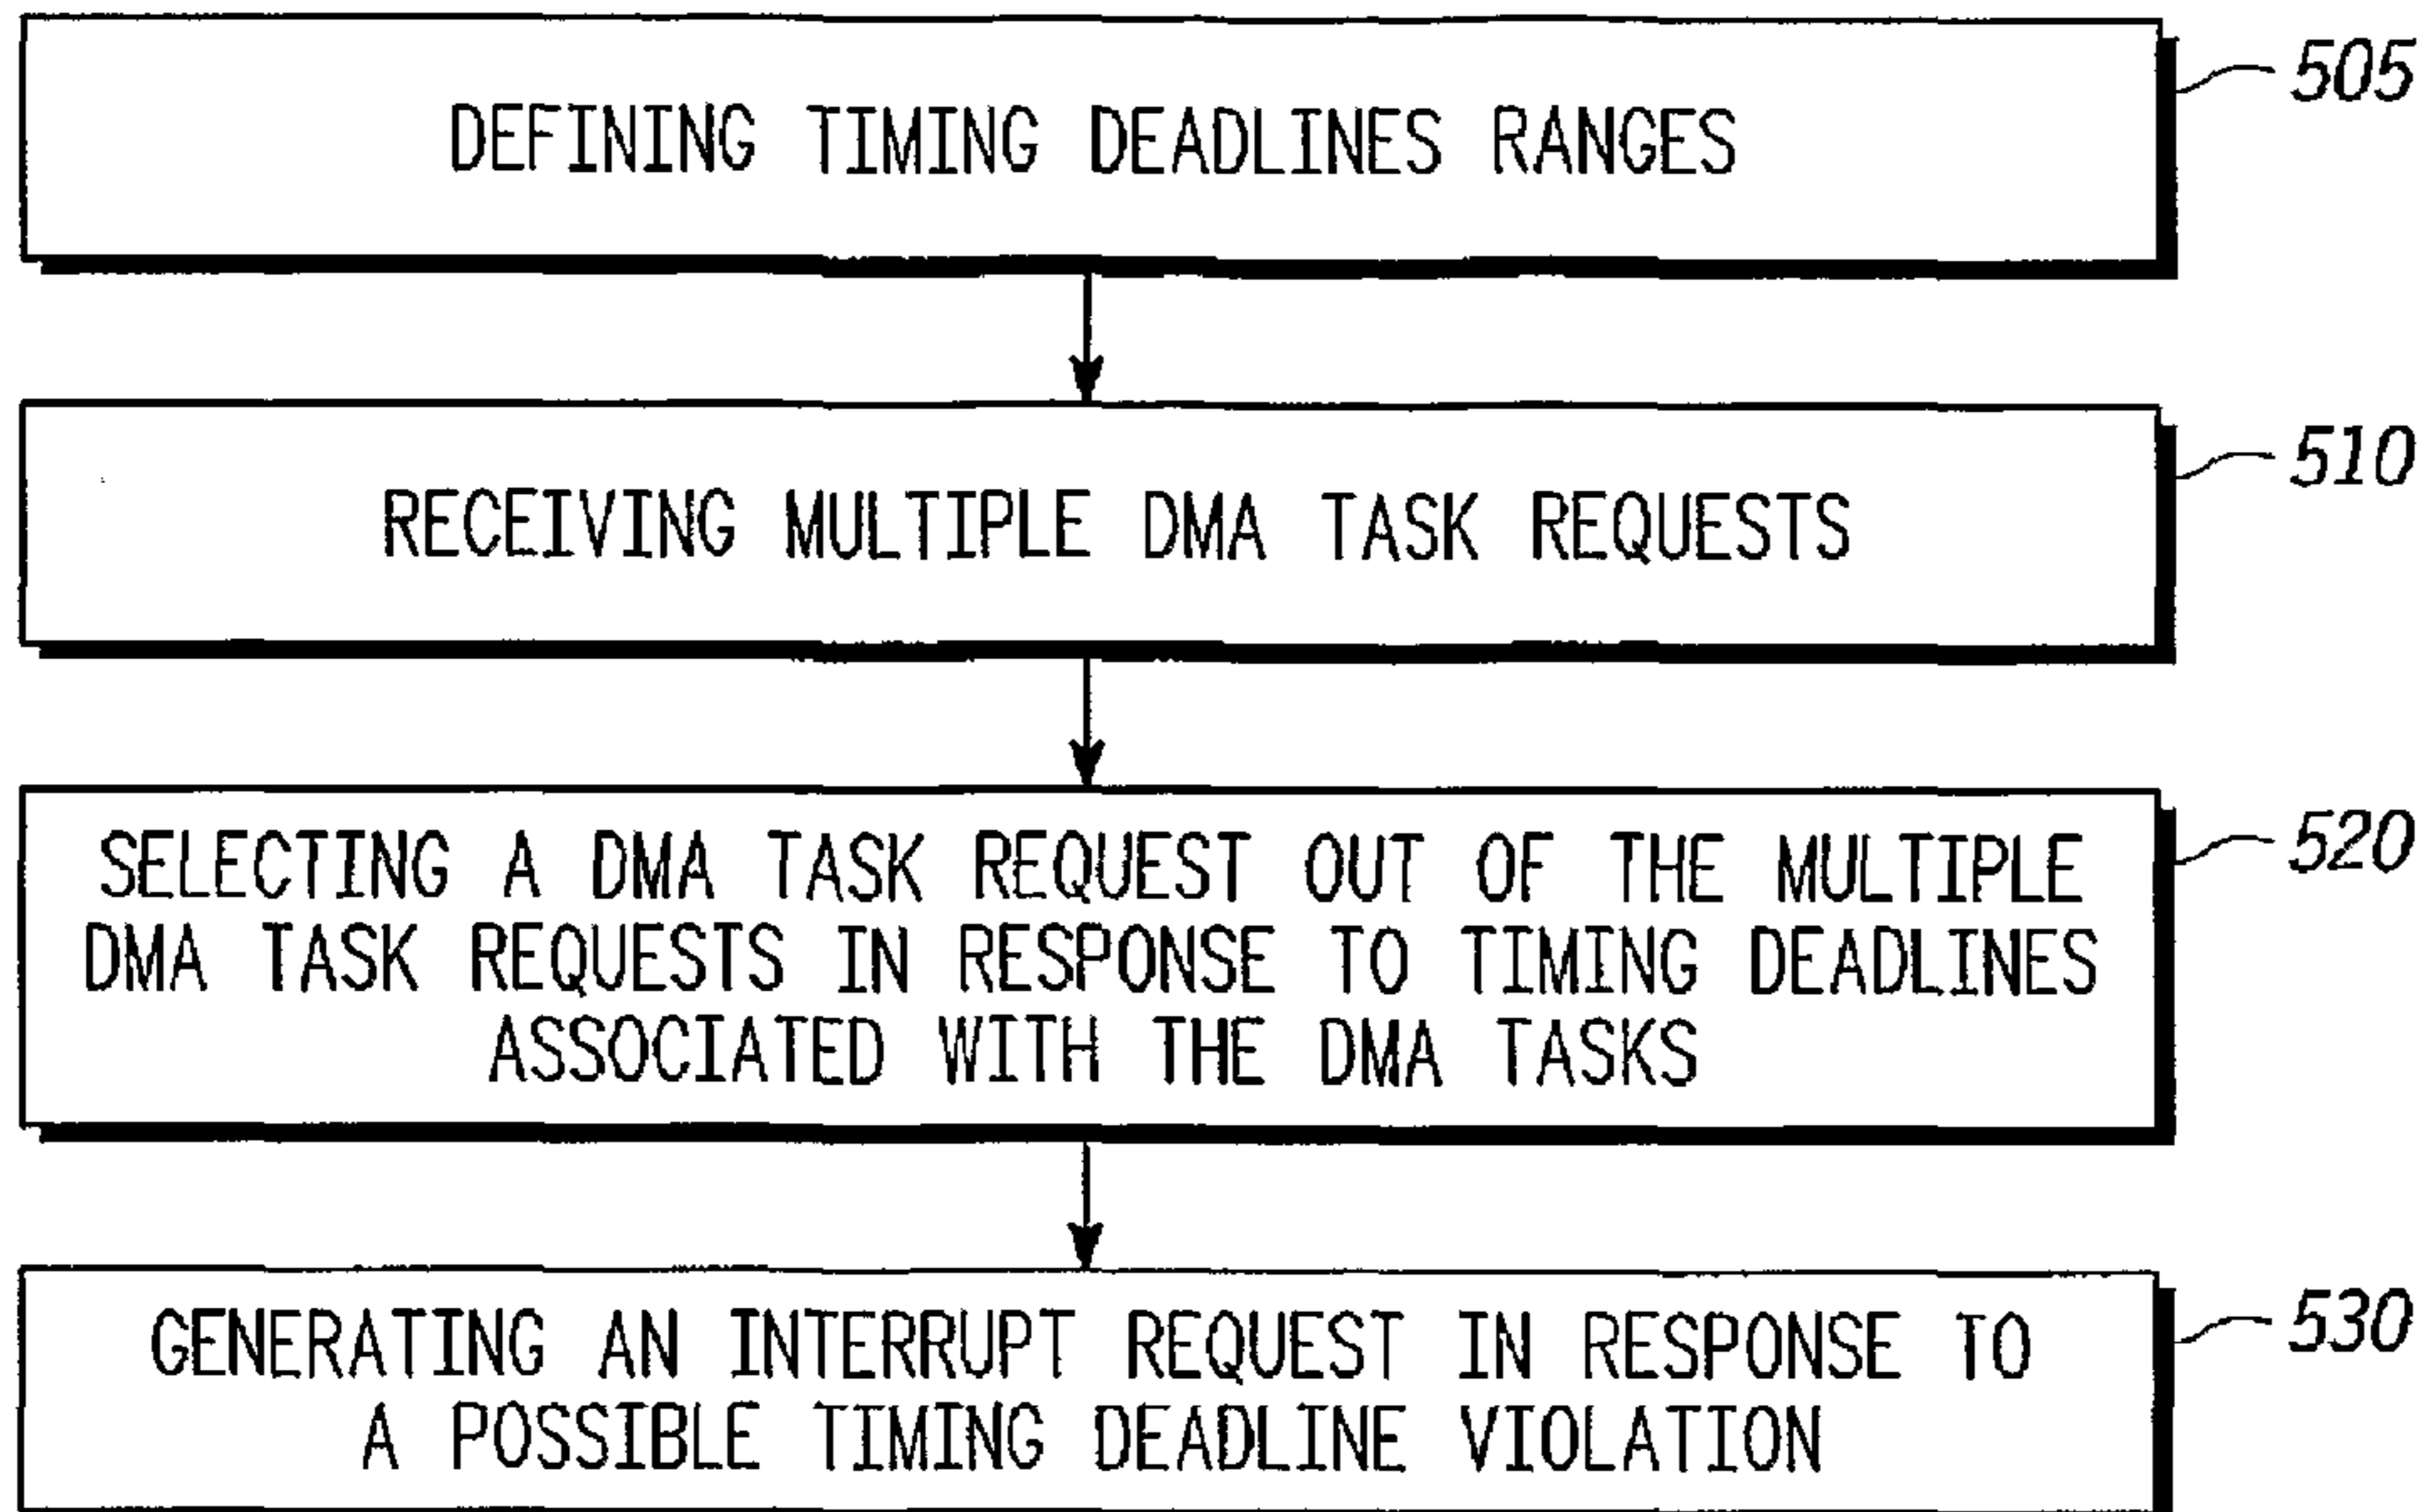 DEFINING TIMING DEADLINES RANGES
505
RECEIVING MULTIPLE DMA TASK REQUESTS
510
SELECTING A DMA TASK REQUEST OUT OF THE MULTIPLE
DMA TASK REQUESTS IN RESPONSE TO TIMING DEADLINES
ASSOCIATED WITH THE DMA TASKS
520
GENERATING AN INTERRUPT REQUEST IN RESPONSE TO
A POSSIBLE TIMING DEADLINE VIOLATION
530